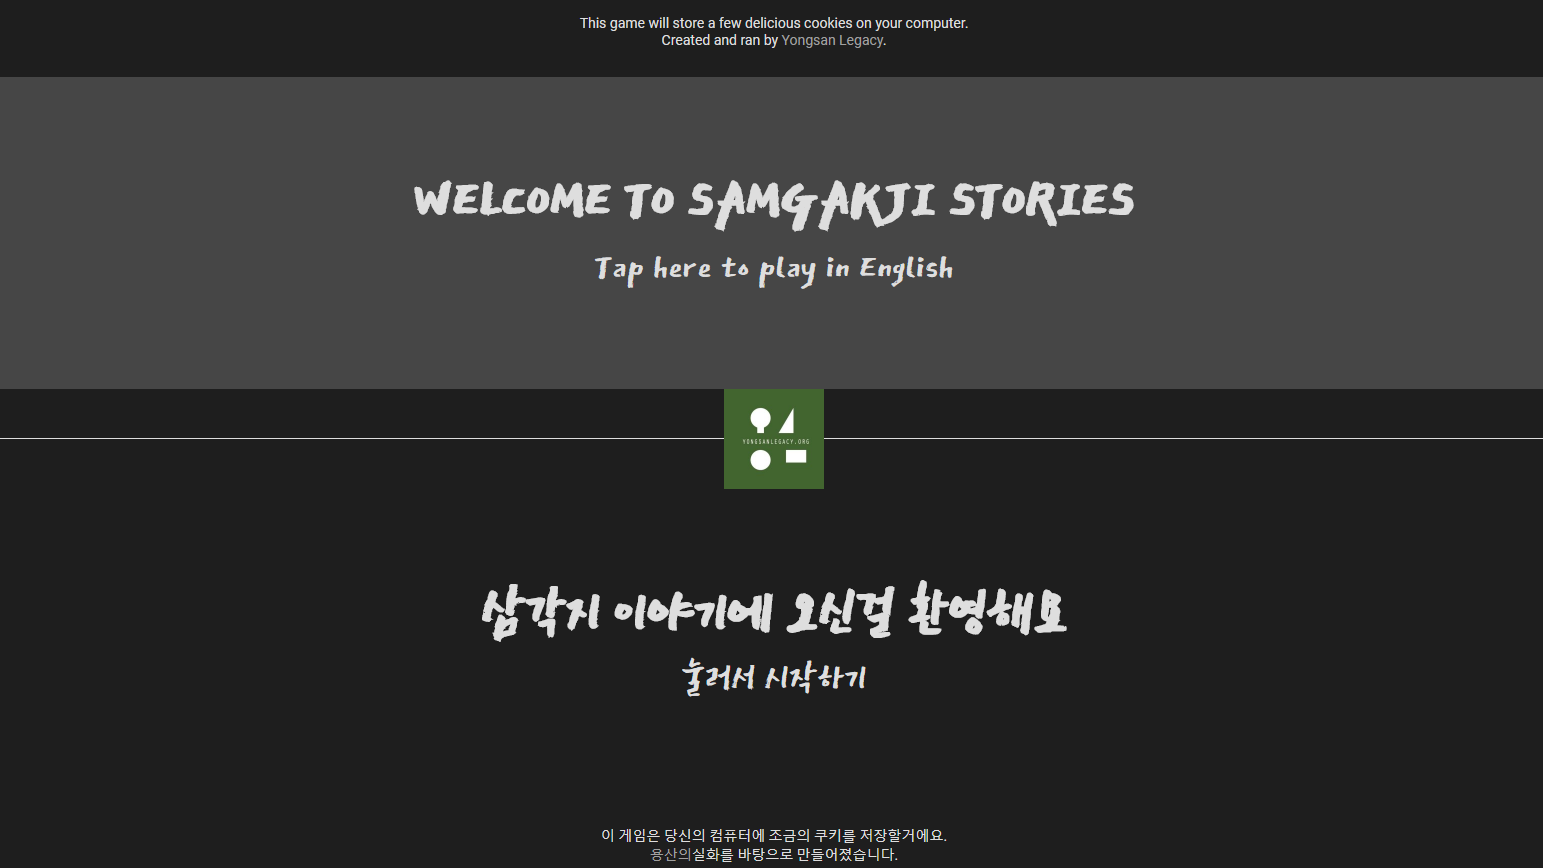 This game will store a few delicious cookies on your computer.
Created and ran by Yongsan Legacy.
WELCOME TO SAMGAKJI STORIES
Tap here to play in English
YONGSANLEGACY.ORG
삼각지 이야기에 오신걸 환영해요
눌러서 시작하기
이 게임은 당신의 컴퓨터에 조금의 쿠키를 저장할거에요.
용산의실화를 바탕으로 만들어졌습니다.